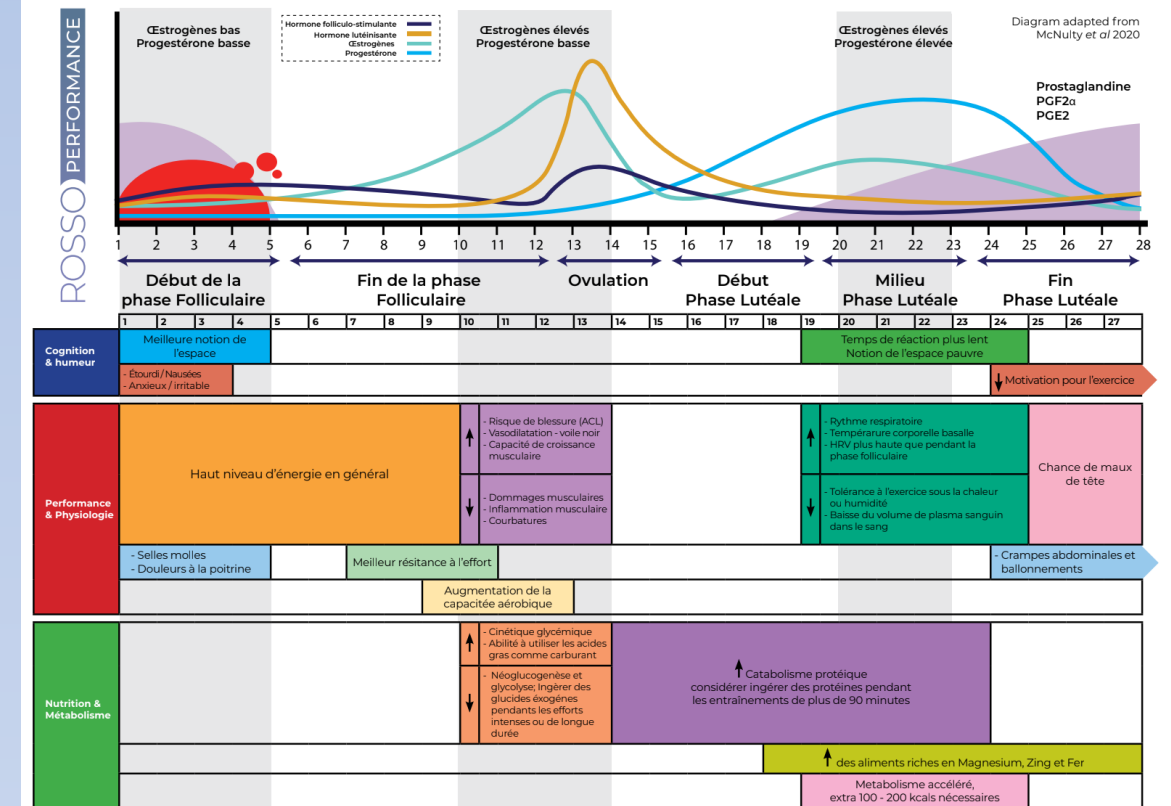 ROSSO PERFORMANCE
Œstrogènes bas
Progestérone basse
Hormone folliculo-stimulante
Hormone lutéinisante
Œstrogènes
Progestérone
Œstrogènes élevés
Progestérone basse
Œstrogènes élevés
Progestérone élevée
Diagram adapted from
McNulty et al 2020
Prostaglandine
PGF2α
PGE2
1 2 3 4 5 6 7 8 9 10 11 12 13 14 15 16 17 18 19 20 21 22 23 24 25 26 27 28
Début de la
phase Folliculaire
Fin de la phase
Folliculaire
Ovulation
Début
Phase Lutéale
Milieu
Phase Lutéale
Fin
Phase Lutéale
1 2 3 4 5 6 7 8 9 10 11 12 13 14 15 16 17 18 19 20 21 22 23 24 25 26 27
Cognition
& humeur
Meilleure notion de
l'espace
Temps de réaction plus lent
Notion de l'espace pauvre
- Étourdi/Nausées
- Anxieux / irritable
Motivation pour l'exercice
Performance
& Physiologie
Haut niveau d'énergie en général
- Risque de blessure (ACL)
- Vasodilatation - voile noir
- Capacité de croissance
musculaire
- Dommages musculaires
- Inflammation musculaire
- Courbatures
- Rythme respiratoire
- Températurure corporelle basalle
- HRV plus haute que pendant la
phase folliculaire
- Tolérance à l'exercice sous la chaleur
ou humidité
- Baisse du volume de plasma sanguin
dans le sang
Chance de maux
de tête
- Selles molles
- Douleurs à la poitrine
Meilleur résitance à l'effort
- Crampes abdominales et
ballonnements
Augmentation de la
capacitée aérobique
Nutrition &
Métabolisme
- Cinétique glycémique
- Abilité à utiliser les acides
gras comme carburant
- Néoglucogenèse et
glycolyse; Ingérer des
glucides éxogénes
pendants les efforts
intenses ou de longue
durée
Catabolisme protéique
considérer ingérer des protéines pendant
les entraînements de plus de 90 minutes
des aliments riches en Magnesium, Zing et Fer
Metabolisme accéléré,
extra 100 - 200 kcals nécessaires